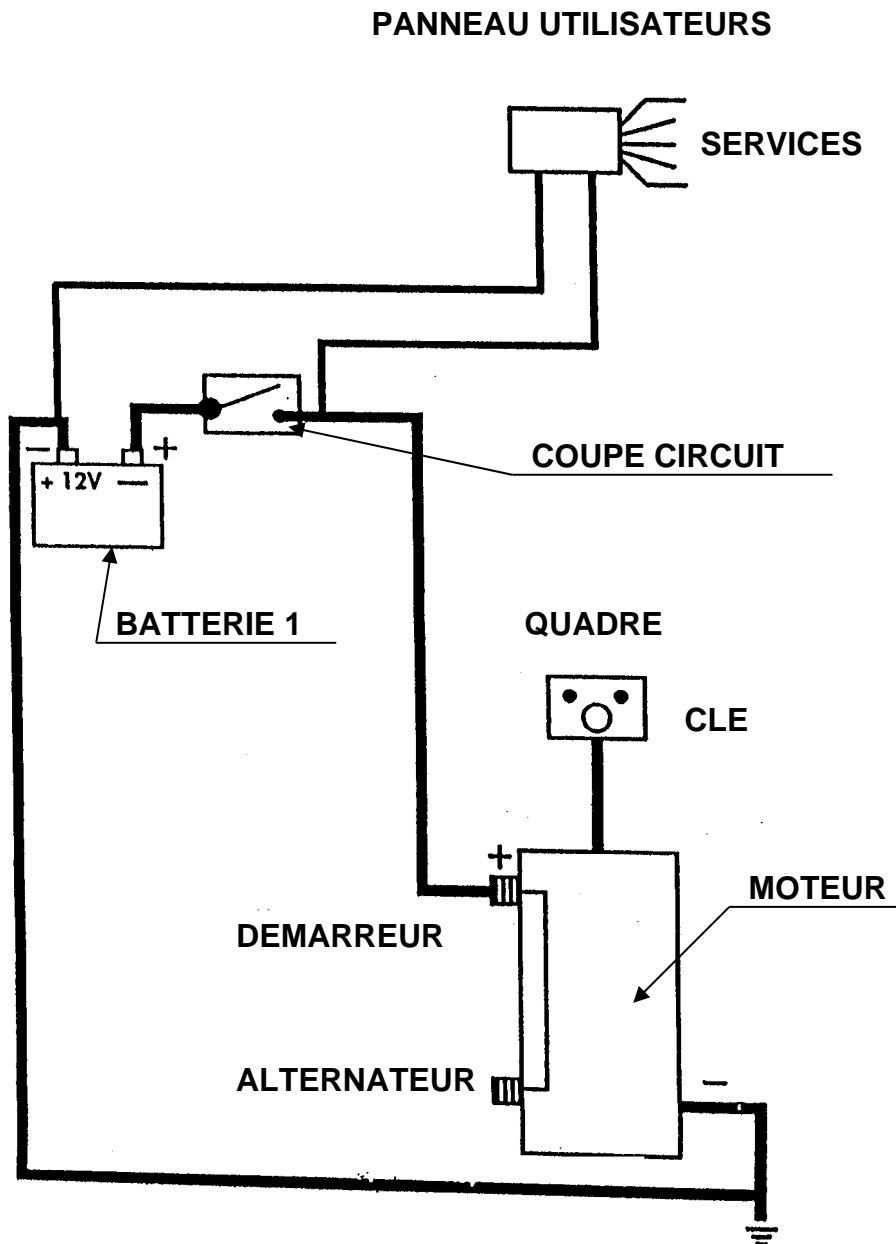 PANNEAU UTILISATEURS
SERVICES
COUPE CIRCUIT
− +
+ 12V —
BATTERIE 1
QUADRE
CLE
+
MOTEUR
DEMARREUR
ALTERNATEUR
−